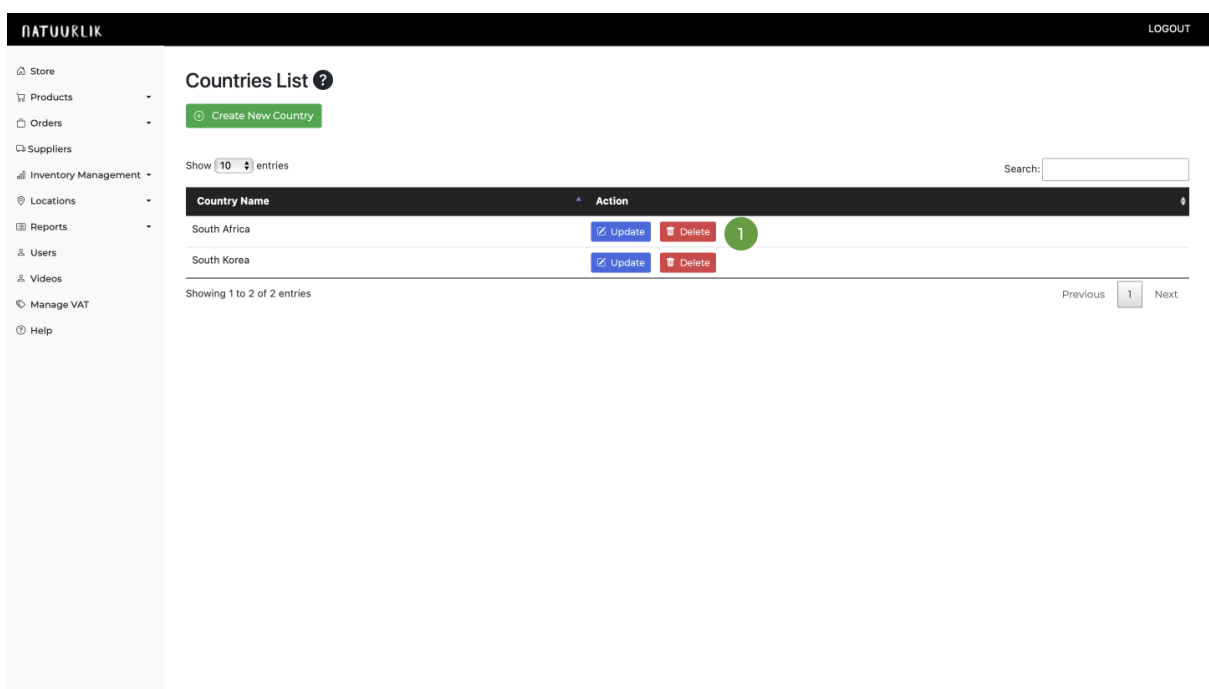 NATUURLIK
LOGOUT
Store
Products
Orders
Suppliers
Inventory Management
Locations
Reports
Users
Videos
Manage VAT
Help
Countries List ?
Create New Country
Show 10 entries
Search:
Country Name Action
South Africa Update Delete 1
South Korea Update Delete
Showing 1 to 2 of 2 entries
Previous 1 Next